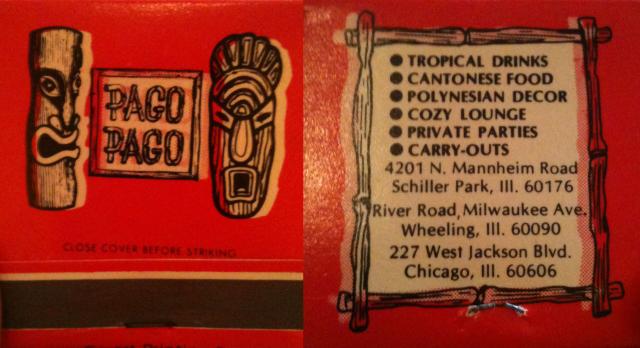 PAGO
PAGO
CLOSE COVER BEFORE STRIKING
● TROPICAL DRINKS
● CANTONESE FOOD
● POLYNESIAN DECOR
● COZY LOUNGE
● PRIVATE PARTIES
● CARRY-OUTS
4201 N. Mannheim Road
Schiller Park, Ill. 60176
River Road, Milwaukee Ave.
Wheeling, Ill. 60090
227 West Jackson Blvd.
Chicago, Ill. 60606